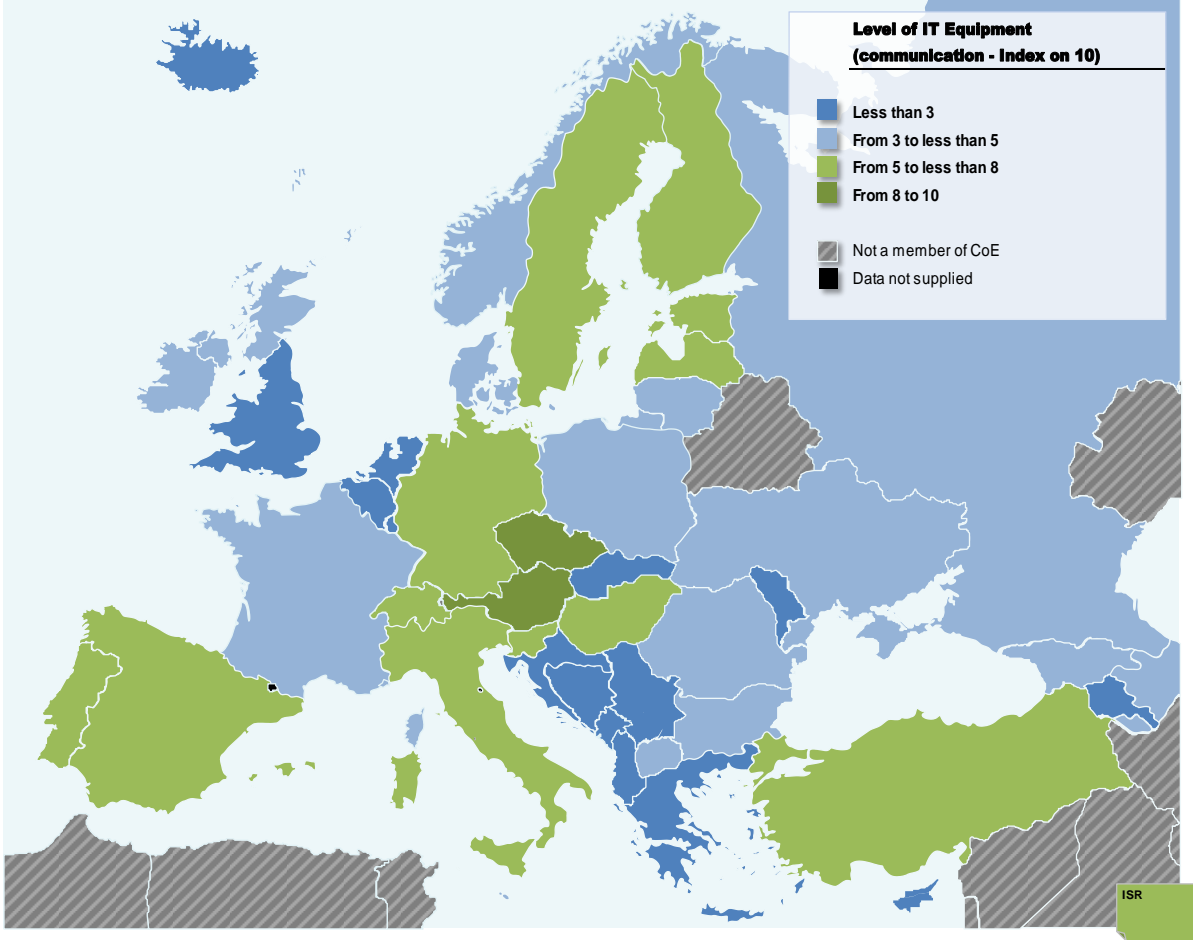 Level of IT Equipment
(communication - Index on 10)
Less than 3
From 3 to less than 5
From 5 to less than 8
From 8 to 10
Not a member of CoE
Data not supplied
ISR